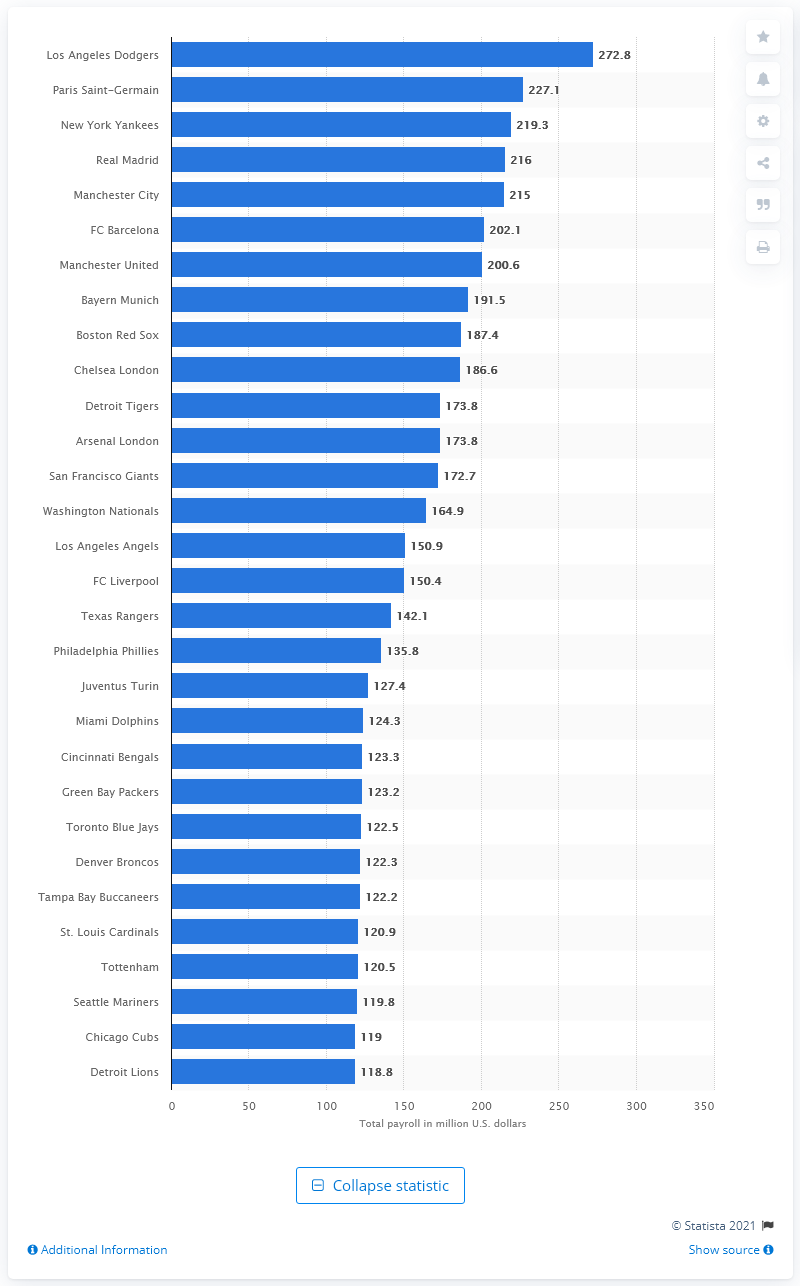 Los Angeles Dodgers 272.8
Paris Saint-Germain 227.1
New York Yankees 219.3
Real Madrid 216
Manchester City 215
FC Barcelona 202.1
Manchester United 200.6
Bayern Munich 191.5
Boston Red Sox 187.4
Chelsea London 186.6
Detroit Tigers 173.8
Arsenal London 173.8
San Francisco Giants 172.7
Washington Nationals 164.9
Los Angeles Angels 150.9
FC Liverpool 150.4
Texas Rangers 142.1
Philadelphia Phillies 135.8
Juventus Turin 127.4
Miami Dolphins 124.3
Cincinnati Bengals 123.3
Green Bay Packers 123.2
Toronto Blue Jays 122.5
Denver Broncos 122.3
Tampa Bay Buccaneers 122.2
St. Louis Cardinals 120.9
Tottenham 120.5
Seattle Mariners 119.8
Chicago Cubs 119
Detroit Lions 118.8
0 50 100 150 200 250 300 350
Total payroll in million U.S. dollars
Collapse statistic
© Statista 2021
Additional Information Show source